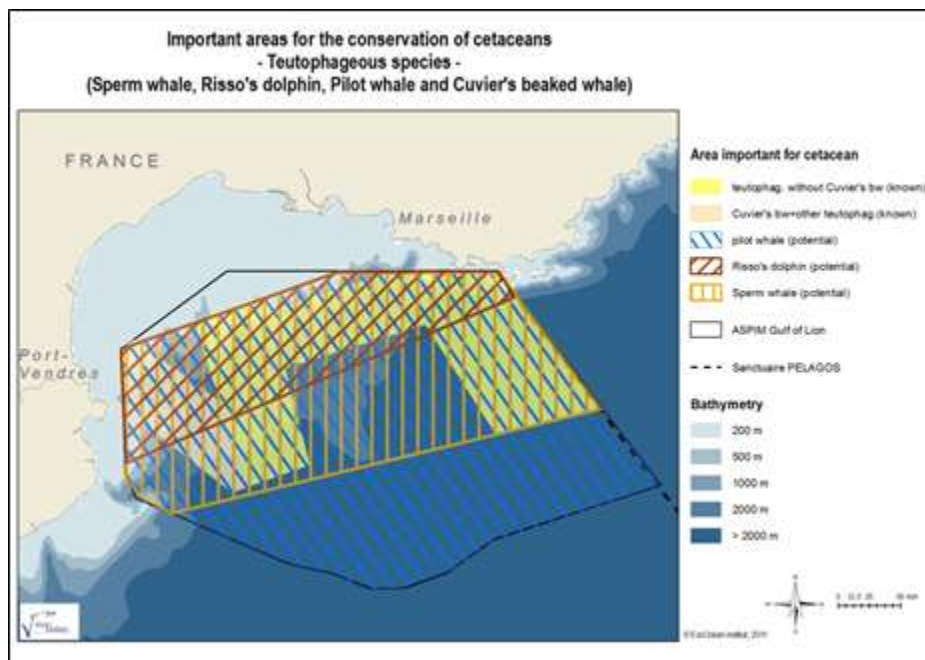 Important areas for the conservation of cetaceans
- Teutophageous species -
(Sperm whale, Risso's dolphin, Pilot whale and Cuvier's beaked whale)
FRANCE
Marseille
Port-
Vendres
Area important for cetacean
teutophag. without Cuvier's bw (known)
Cuvier's bw+other teutophag (known)
pilot whale (potential)
Risso's dolphin (potential)
Sperm whale (potential)
ASPIM Gulf of Lion
Sanctuaire PELAGOS
Bathymetry
200 m
500 m
1000 m
2000 m
> 2000 m